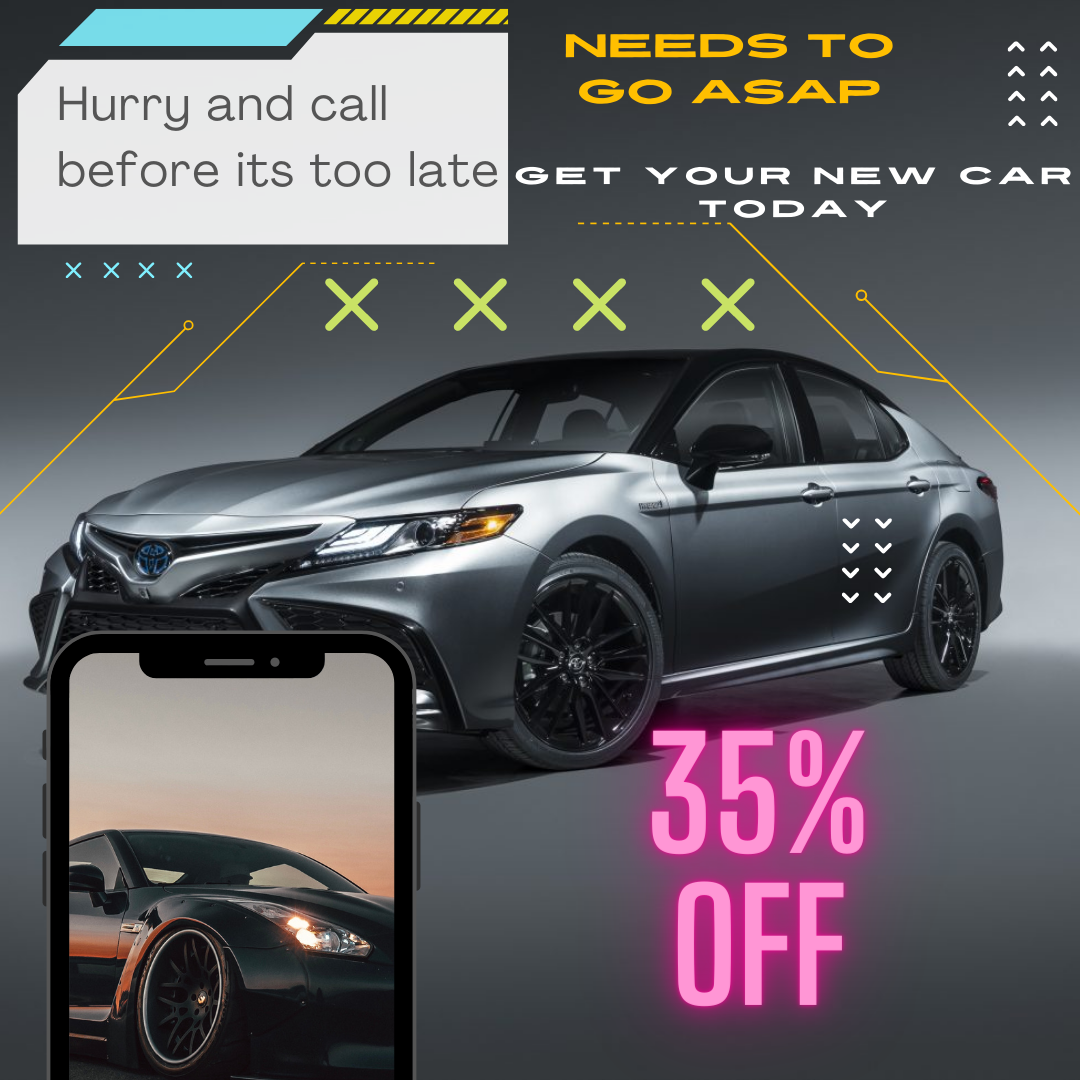 Hurry and call
before its too late
NEEDS TO
GO ASAP
GET YOUR NEW CAR
TODAY
35%
OFF